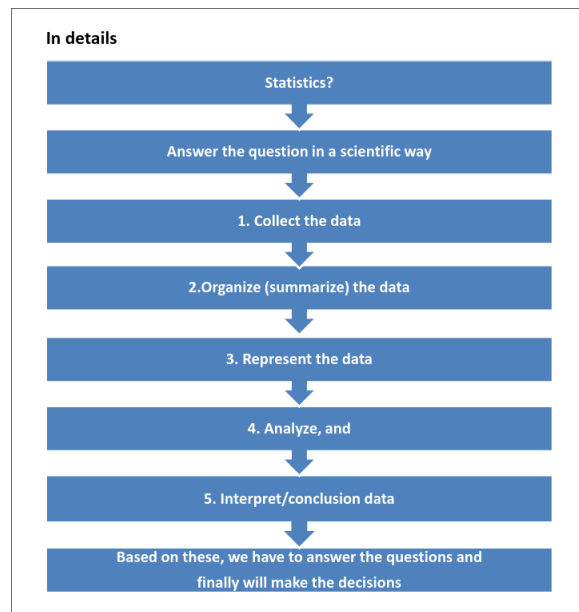 In details
Statistics?
Answer the question in a scientific way
1. Collect the data
2.Organize (summarize) the data
3. Represent the data
4. Analyze, and
5. Interpret/conclusion data
Based on these, we have to answer the questions and
finally will make the decisions